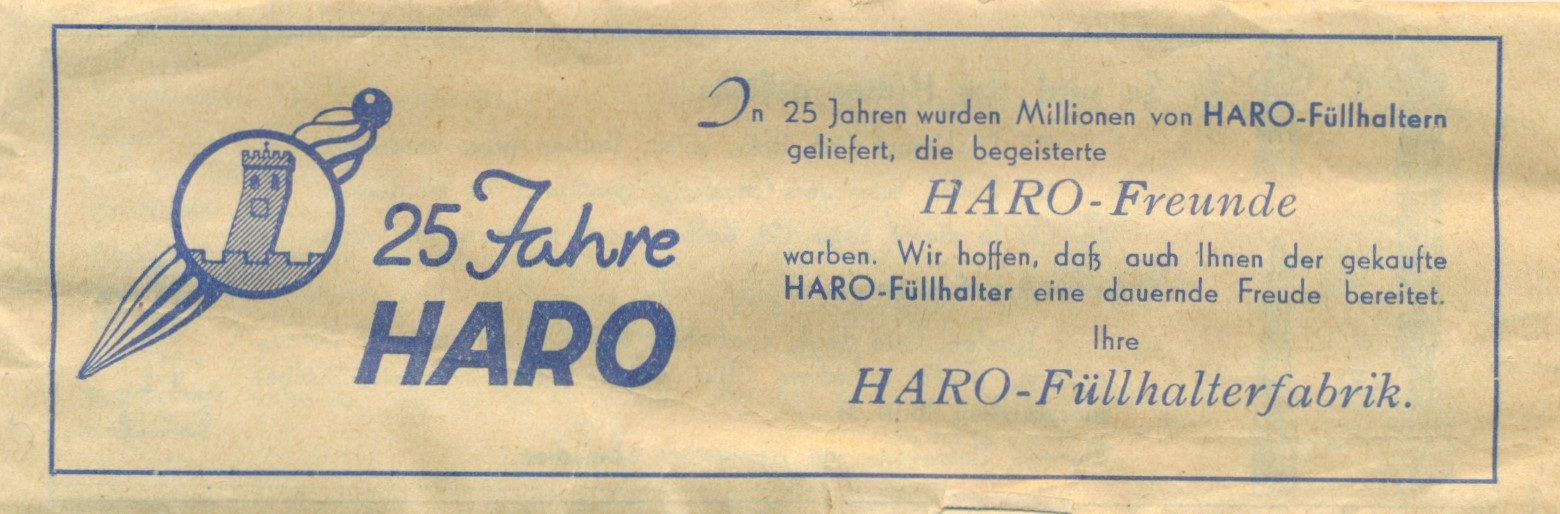 25 Jahre
HARO
In 25 Jahren wurden Millionen von HARO-Füllhaltern
geliefert, die begeisterte
HARO-Freunde
warben. Wir hoffen, daß auch Ihnen der gekaufte
HARO-Füllhalter eine dauernde Freude bereitet.
Ihre
HARO-Füllhalterfabrik.